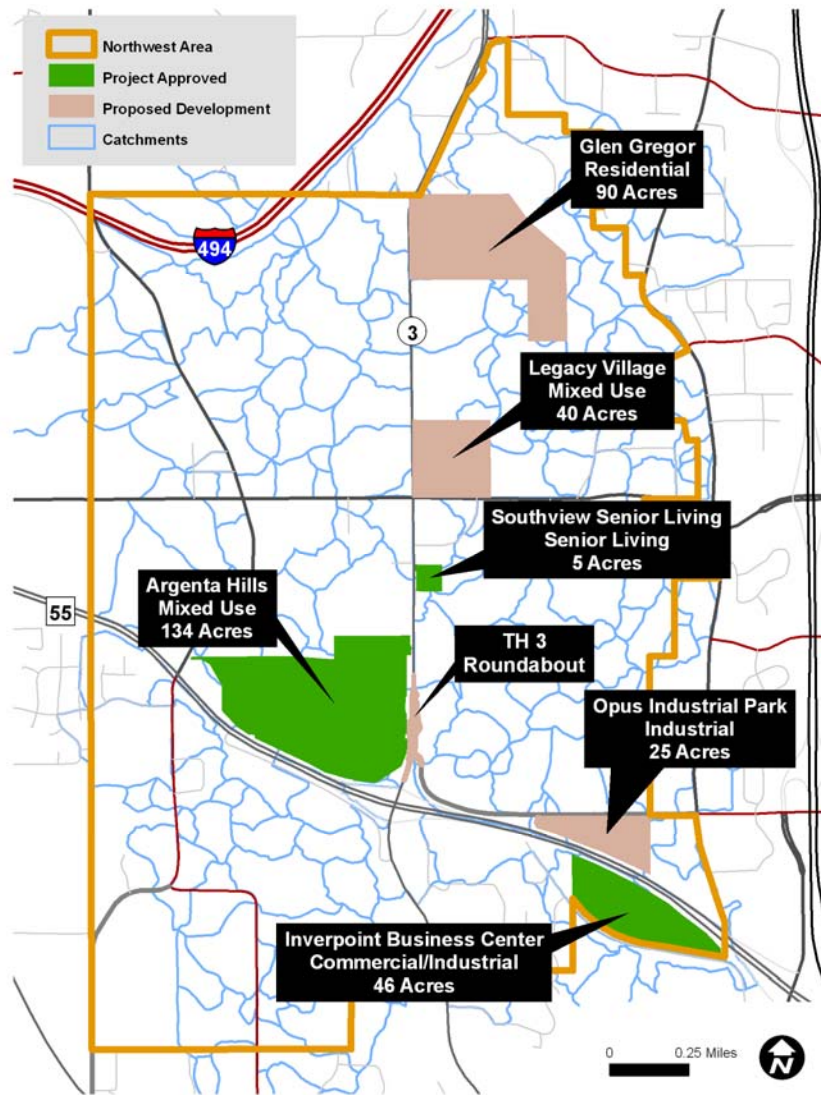 Northwest Area
Project Approved
Proposed Development
Catchments
Glen Gregor
Residential
90 Acres
494
3
Legacy Village
Mixed Use
40 Acres
Southview Senior Living
Senior Living
5 Acres
Argenta Hills
Mixed Use
134 Acres
55
TH 3
Roundabout
Opus Industrial Park
Industrial
25 Acres
Inverpoint Business Center
Commercial/Industrial
46 Acres
0 0.25 Miles
N